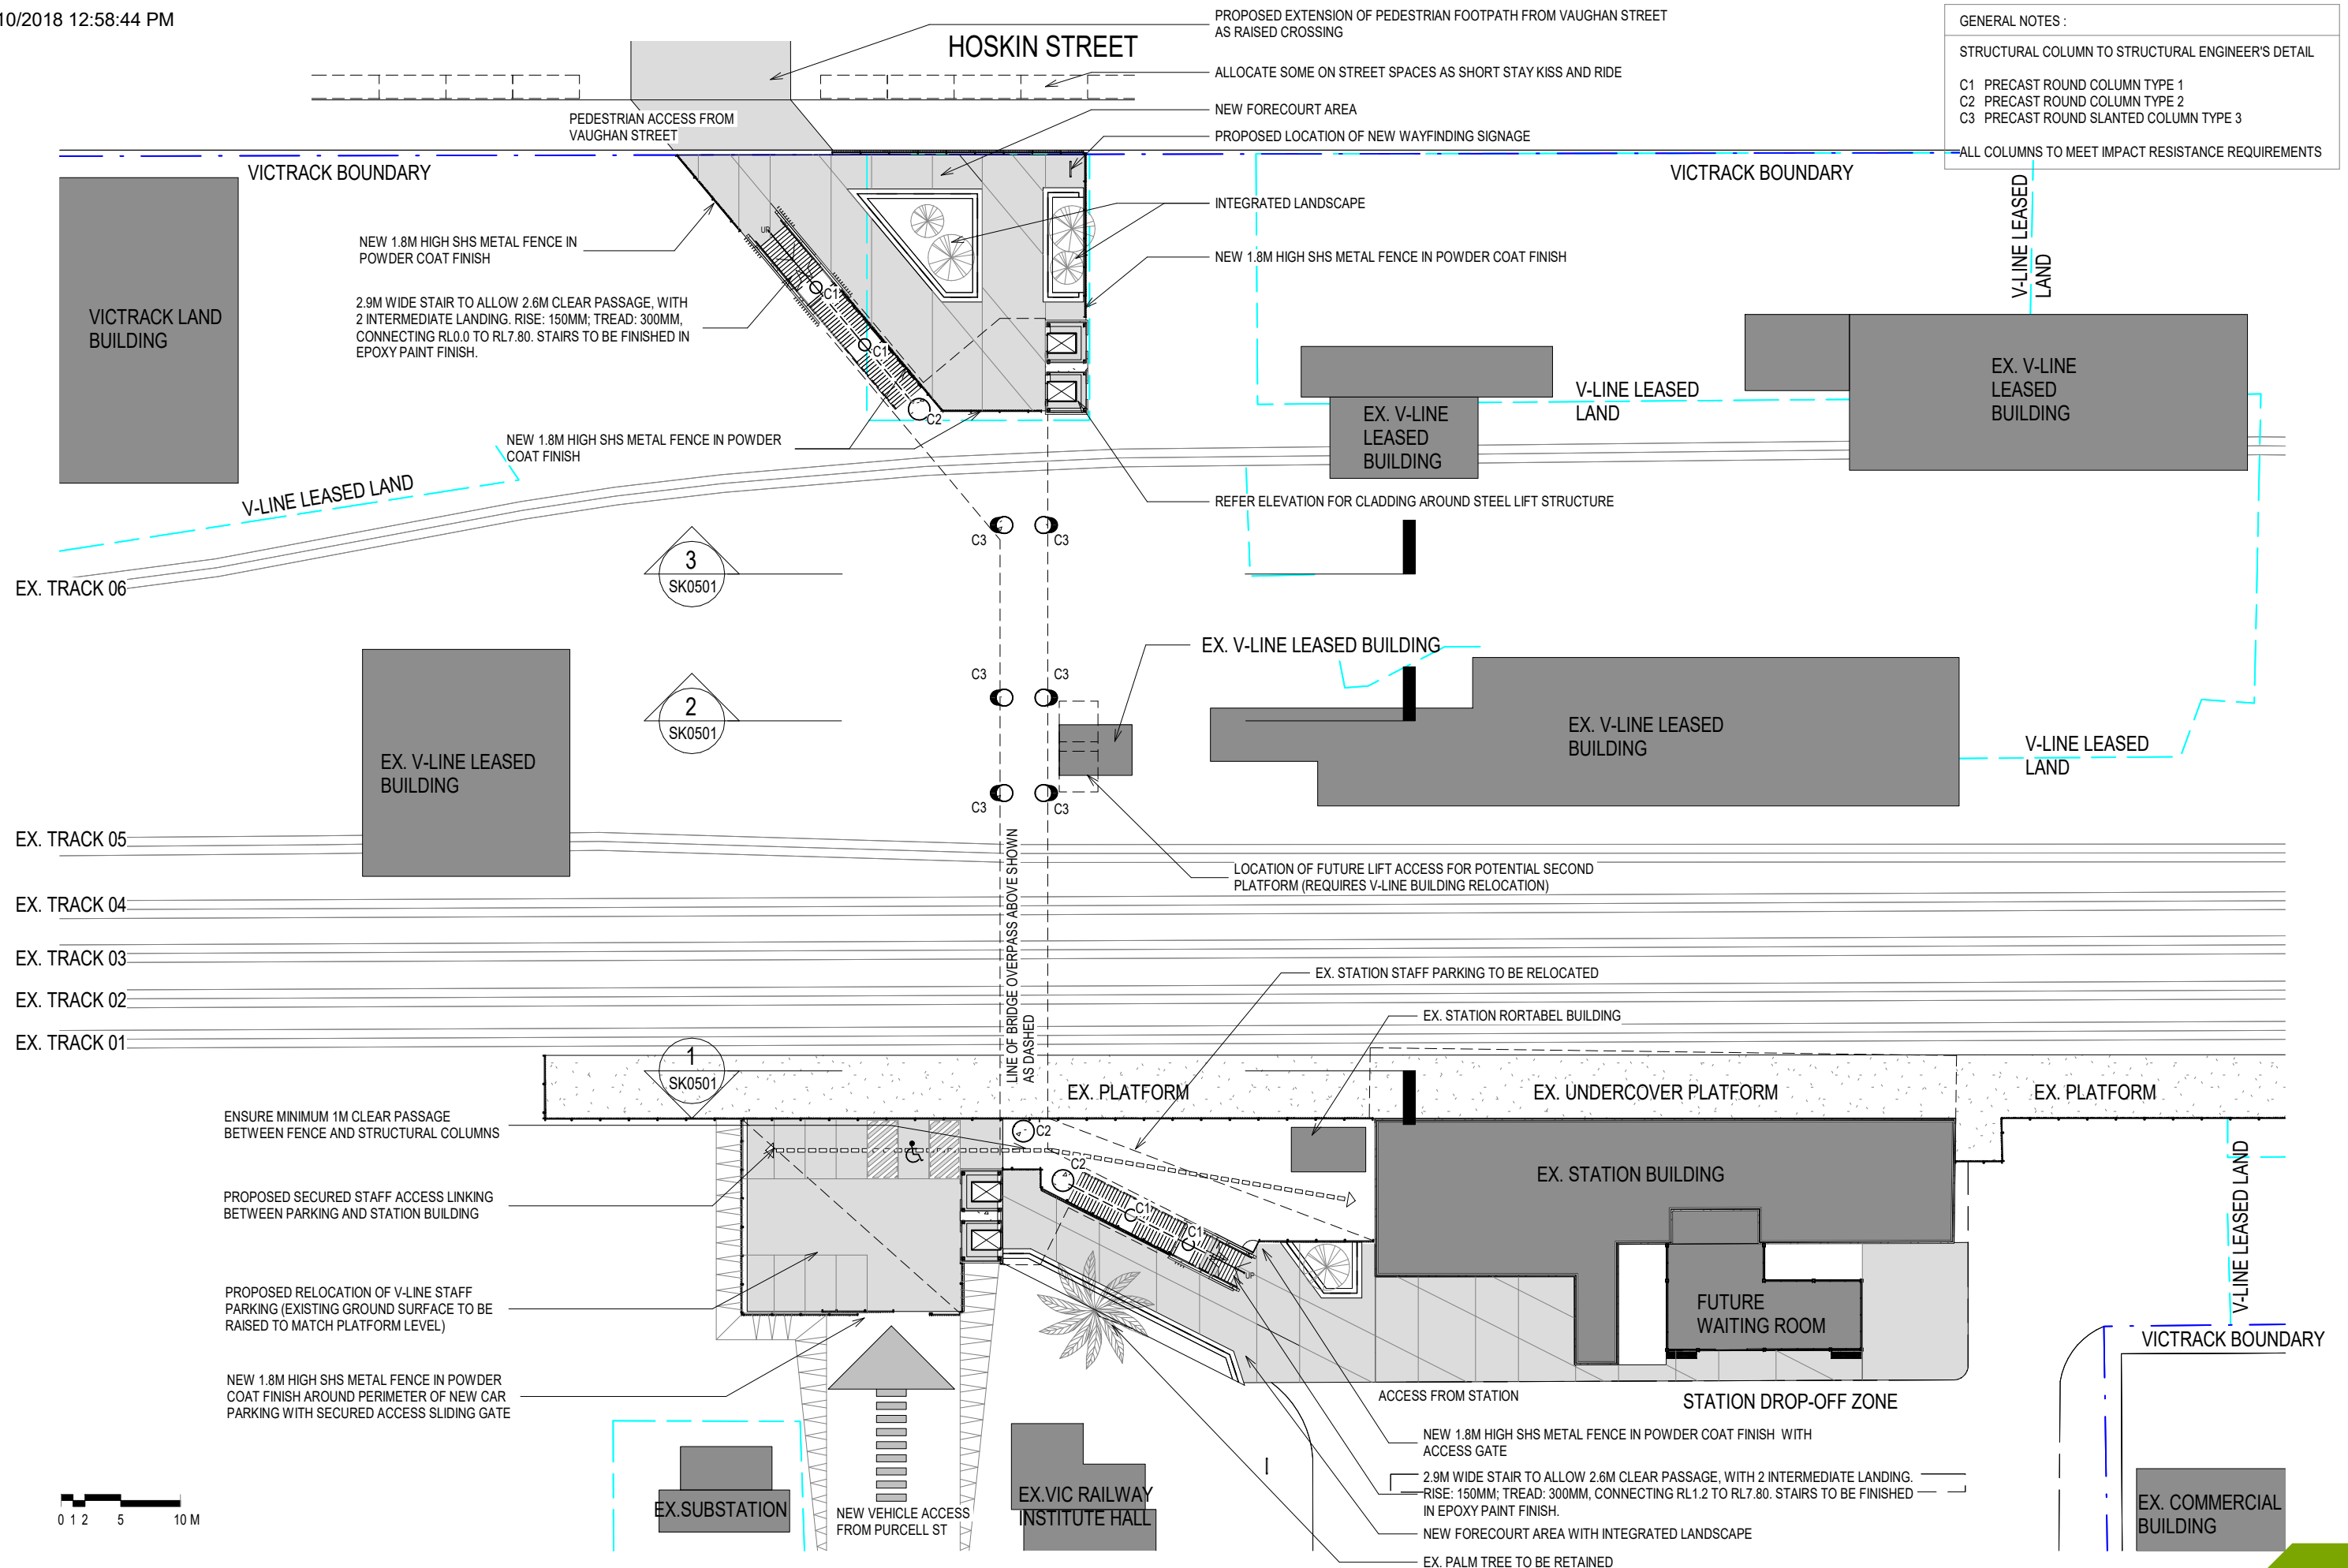 10/2018 12:58:44 PM
HOSKIN STREET
PROPOSED EXTENSION OF PEDESTRIAN FOOTPATH FROM VAUGHAN STREET
AS RAISED CROSSING
ALLOCATE SOME ON STREET SPACES AS SHORT STAY KISS AND RIDE
NEW FORECOURT AREA
PROPOSED LOCATION OF NEW WAYFINDING SIGNAGE
GENERAL NOTES :
STRUCTURAL COLUMN TO STRUCTURAL ENGINEER'S DETAIL
C1 PRECAST ROUND COLUMN TYPE 1
C2 PRECAST ROUND COLUMN TYPE 2
C3 PRECAST ROUND SLANTED COLUMN TYPE 3
ALL COLUMNS TO MEET IMPACT RESISTANCE REQUIREMENTS
PEDESTRIAN ACCESS FROM
VAUGHAN STREET
VICTRACK BOUNDARY
VICTRACK BOUNDARY
V-LINE LEASED
LAND
INTEGRATED LANDSCAPE
NEW 1.8M HIGH SHS METAL FENCE IN
POWDER COAT FINISH
NEW 1.8M HIGH SHS METAL FENCE IN POWDER COAT FINISH
UP
C1
C1
C2
2.9M WIDE STAIR TO ALLOW 2.6M CLEAR PASSAGE, WITH
2 INTERMEDIATE LANDING. RISE: 150MM; TREAD: 300MM,
CONNECTING RL0.0 TO RL7.80. STAIRS TO BE FINISHED IN
EPOXY PAINT FINISH.
VICTRACK LAND
BUILDING
EX. V-LINE
LEASED
BUILDING
V-LINE LEASED
LAND
EX. V-LINE
LEASED
BUILDING
NEW 1.8M HIGH SHS METAL FENCE IN POWDER
COAT FINISH
V-LINE LEASED LAND
REFER ELEVATION FOR CLADDING AROUND STEEL LIFT STRUCTURE
C3
C3
3
SK0501
EX. TRACK 06
EX. V-LINE LEASED BUILDING
C3
C3
2
SK0501
EX. V-LINE LEASED
BUILDING
EX. V-LINE LEASED
BUILDING
V-LINE LEASED
LAND
C3
C3
EX. TRACK 05
LOCATION OF FUTURE LIFT ACCESS FOR POTENTIAL SECOND
PLATFORM (REQUIRES V-LINE BUILDING RELOCATION)
EX. TRACK 04
EX. TRACK 03
EX. TRACK 02
EX. TRACK 01
LINE OF BRIDGE OVERPASS ABOVE SHOWN
AS DASHED
EX. STATION STAFF PARKING TO BE RELOCATED
EX. STATION RORTABEL BUILDING
1
SK0501
EX. PLATFORM
EX. UNDERCOVER PLATFORM
EX. PLATFORM
ENSURE MINIMUM 1M CLEAR PASSAGE
BETWEEN FENCE AND STRUCTURAL COLUMNS
C2
C2
C1
C1
UP
EX. STATION BUILDING
V-LINE LEASED LAND
PROPOSED SECURED STAFF ACCESS LINKING
BETWEEN PARKING AND STATION BUILDING
PROPOSED RELOCATION OF V-LINE STAFF
PARKING (EXISTING GROUND SURFACE TO BE
RAISED TO MATCH PLATFORM LEVEL)
FUTURE
WAITING ROOM
VICTRACK BOUNDARY
NEW 1.8M HIGH SHS METAL FENCE IN POWDER
COAT FINISH AROUND PERIMETER OF NEW CAR
PARKING WITH SECURED ACCESS SLIDING GATE
ACCESS FROM STATION
STATION DROP-OFF ZONE
NEW 1.8M HIGH SHS METAL FENCE IN POWDER COAT FINISH WITH
ACCESS GATE
2.9M WIDE STAIR TO ALLOW 2.6M CLEAR PASSAGE, WITH 2 INTERMEDIATE LANDING.
RISE: 150MM; TREAD: 300MM, CONNECTING RL1.2 TO RL7.80. STAIRS TO BE FINISHED
IN EPOXY PAINT FINISH.
NEW FORECOURT AREA WITH INTEGRATED LANDSCAPE
EX. PALM TREE TO BE RETAINED
EX.SUBSTATION
NEW VEHICLE ACCESS
FROM PURCELL ST
EX.VIC RAILWAY
INSTITUTE HALL
EX. COMMERCIAL
BUILDING
0 1 2 5 10 M